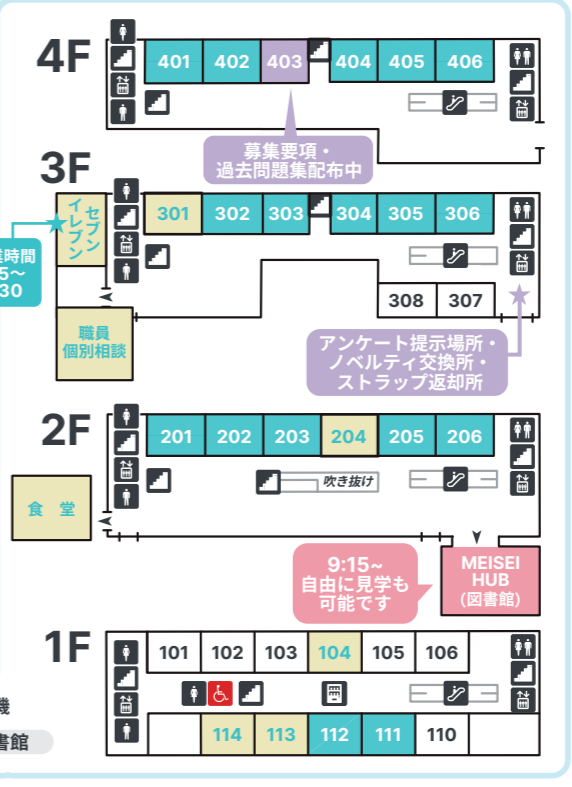 4F
401 402 403 404 405 406
募集要項・
過去問題集配布中
3F
セブン
イレブン
301 302 303 304 305 306
時間
5~
30
308 307
職員
個別相談
アンケート提示場所・
ノベルティ交換所・
ストラップ返却所
2F
201 202 203 204 205 206
吹き抜け
食 堂
9:15~
自由に見学も
可能です
MEISEI
HUB
(図書館)
1F
101 102 103 104 105 106
機
書館
114 113 112 111 110